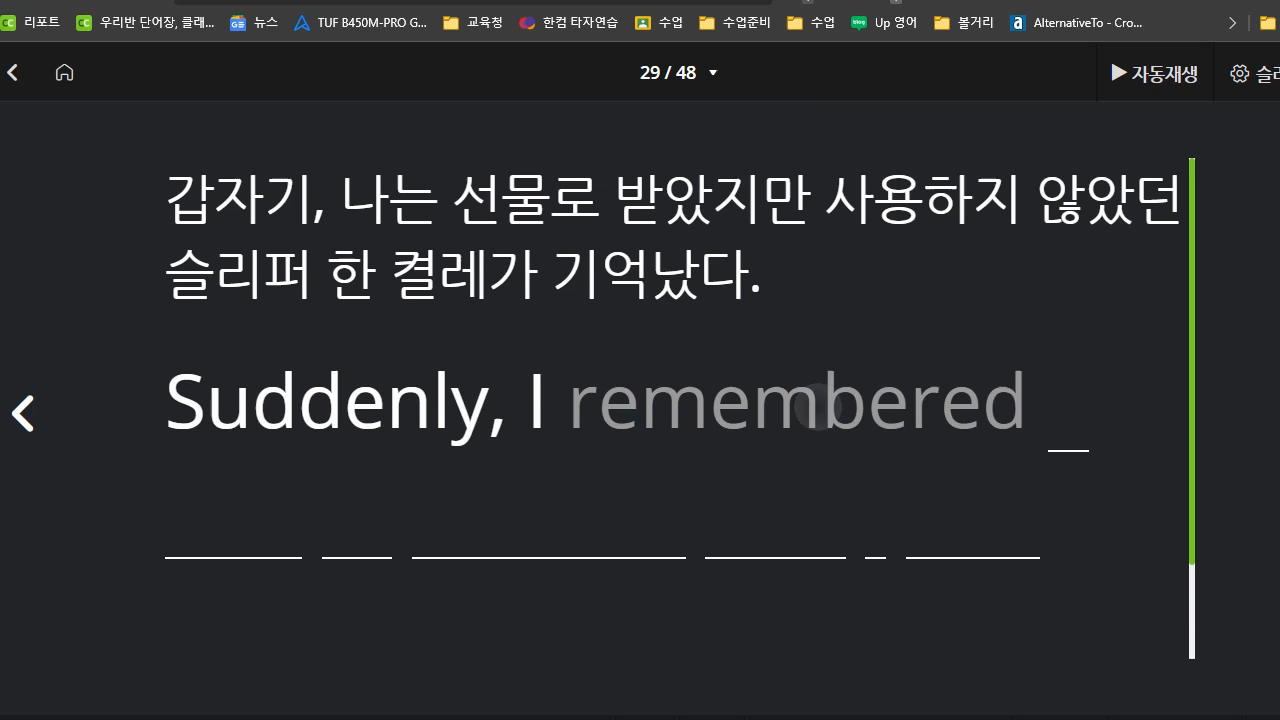 리포트 우리반 단어장, 클래... 뉴스 TUF B450M-PRO G... 교육청 한컴 타자연습 수업 수업준비 수업 Up 영어 볼거리 AlternativeTo - Cro...
29 / 48 자동재생
갑자기, 나는 선물로 받았지만 사용하지 않았던
슬리퍼 한 켤레가 기억났다.
Suddenly, I remembered